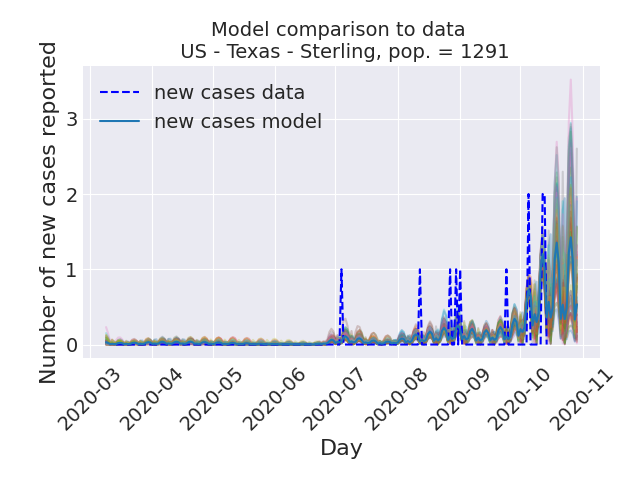 Model comparison to data
US - Texas - Sterling, pop. = 1291
Number of new cases reported
3
2
1
0
new cases data
new cases model
2020-03
2020-04
2020-05
2020-06
2020-07
2020-08
2020-09
2020-10
2020-11
Day